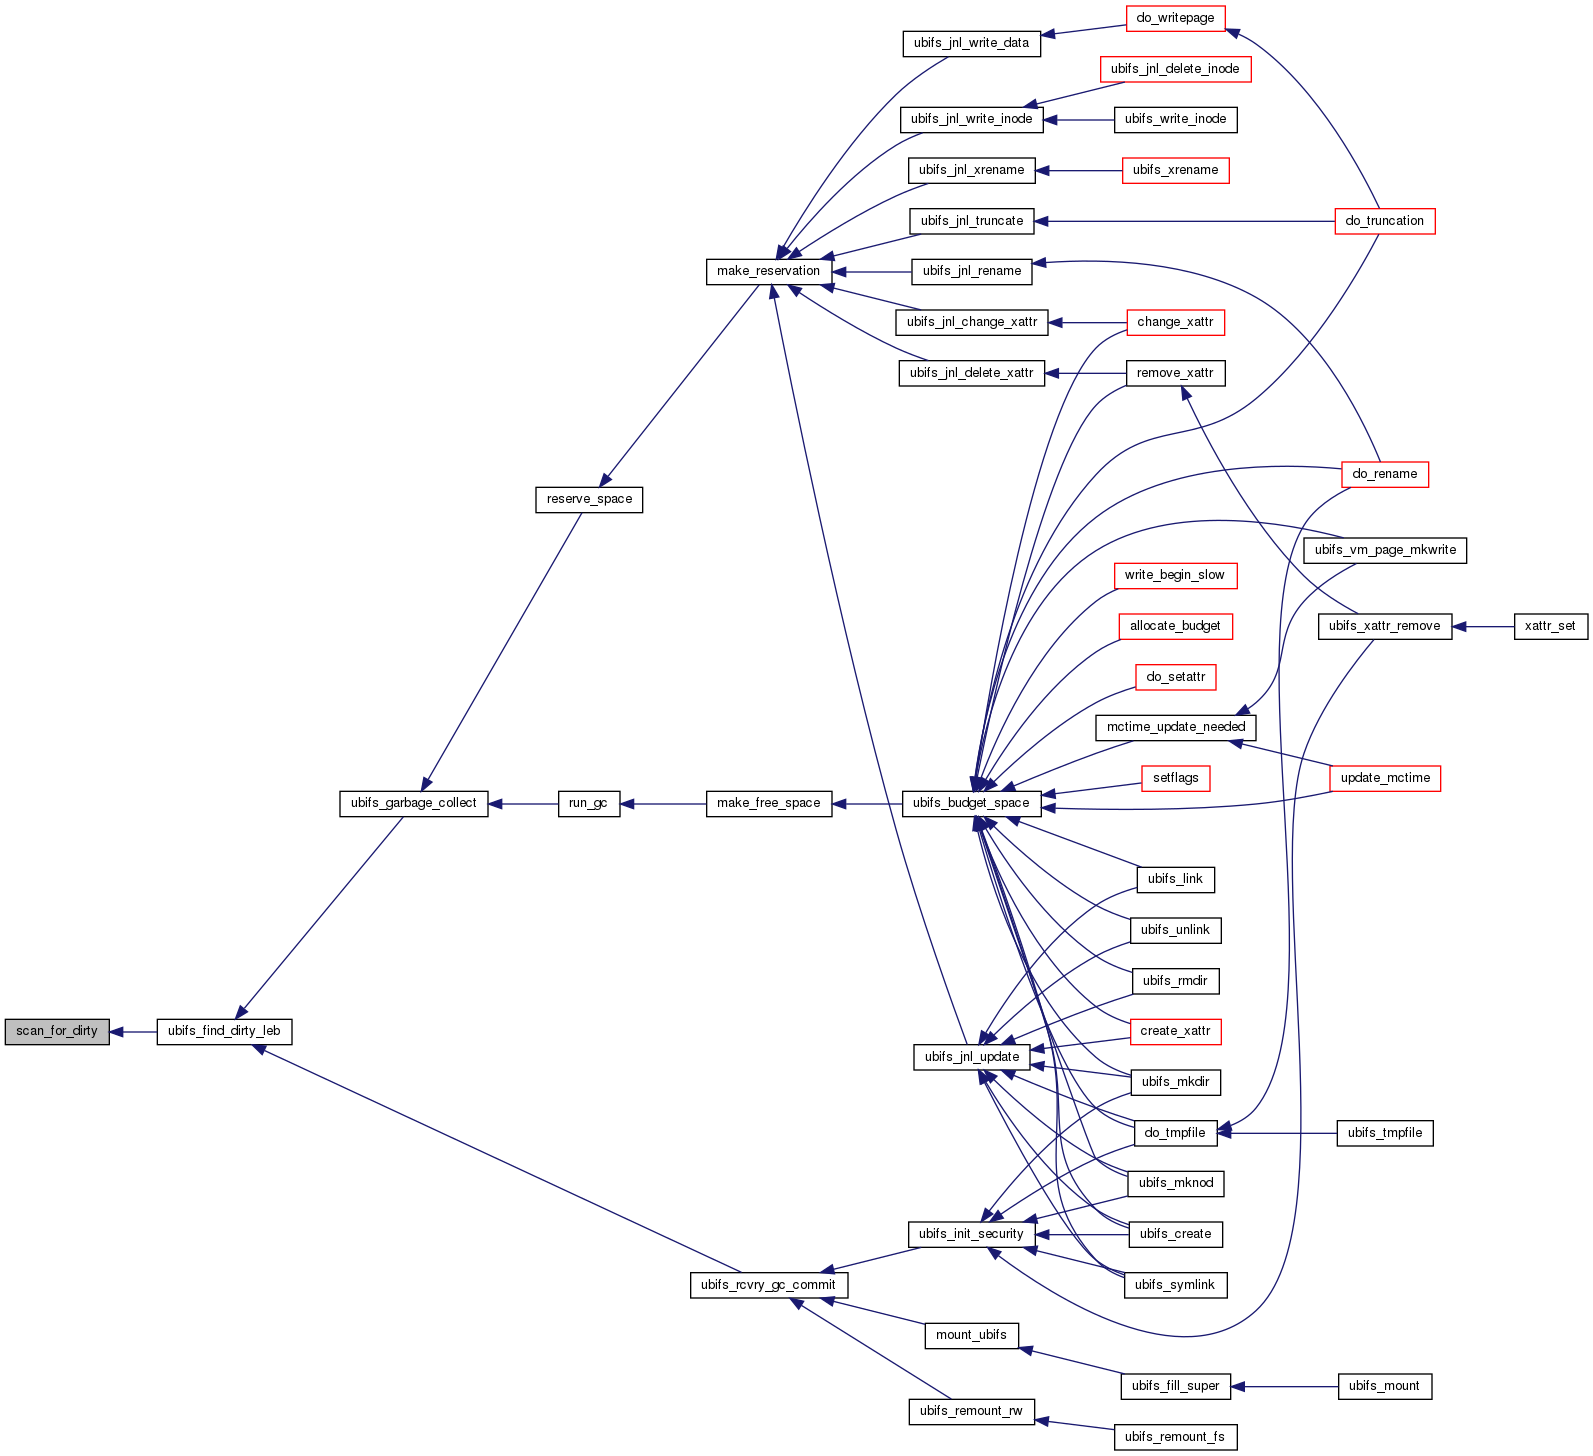 do_writepage
ubifs_jnl_write_data
ubifs_jnl_delete_inode
ubifs_jnl_write_inode
ubifs_write_inode
ubifs_jnl_xrename
ubifs_xrename
ubifs_jnl_truncate
do_truncation
make_reservation
ubifs_jnl_rename
ubifs_jnl_change_xattr
change_xattr
ubifs_jnl_delete_xattr
remove_xattr
do_rename
reserve_space
ubifs_vm_page_mkwrite
write_begin_slow
allocate_budget
ubifs_xattr_remove
xattr_set
do_setattr
mctime_update_needed
setflags
update_mctime
ubifs_garbage_collect
run_gc
make_free_space
ubifs_budget_space
ubifs_link
ubifs_unlink
ubifs_rmdir
scan_for_dirty
ubifs_find_dirty_leb
create_xattr
ubifs_jnl_update
ubifs_mkdir
do_tmpfile
ubifs_tmpfile
ubifs_mknod
ubifs_init_security
ubifs_create
ubifs_rcvry_gc_commit
ubifs_symlink
mount_ubifs
ubifs_fill_super
ubifs_mount
ubifs_remount_rw
ubifs_remount_fs